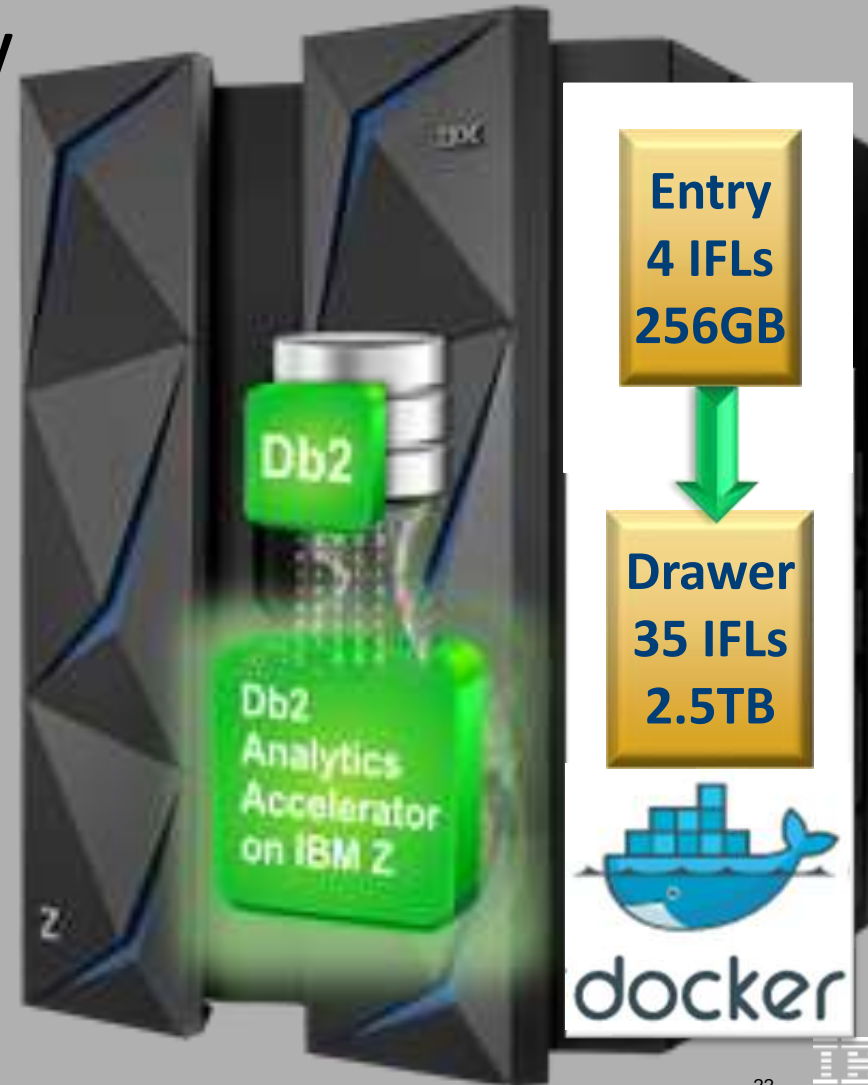 Entry
4 IFLs
256GB
Db2
Drawer
35 IFLs
2.5TB
Db2
Analytics
Accelerator
on IBM Z
Z
docker